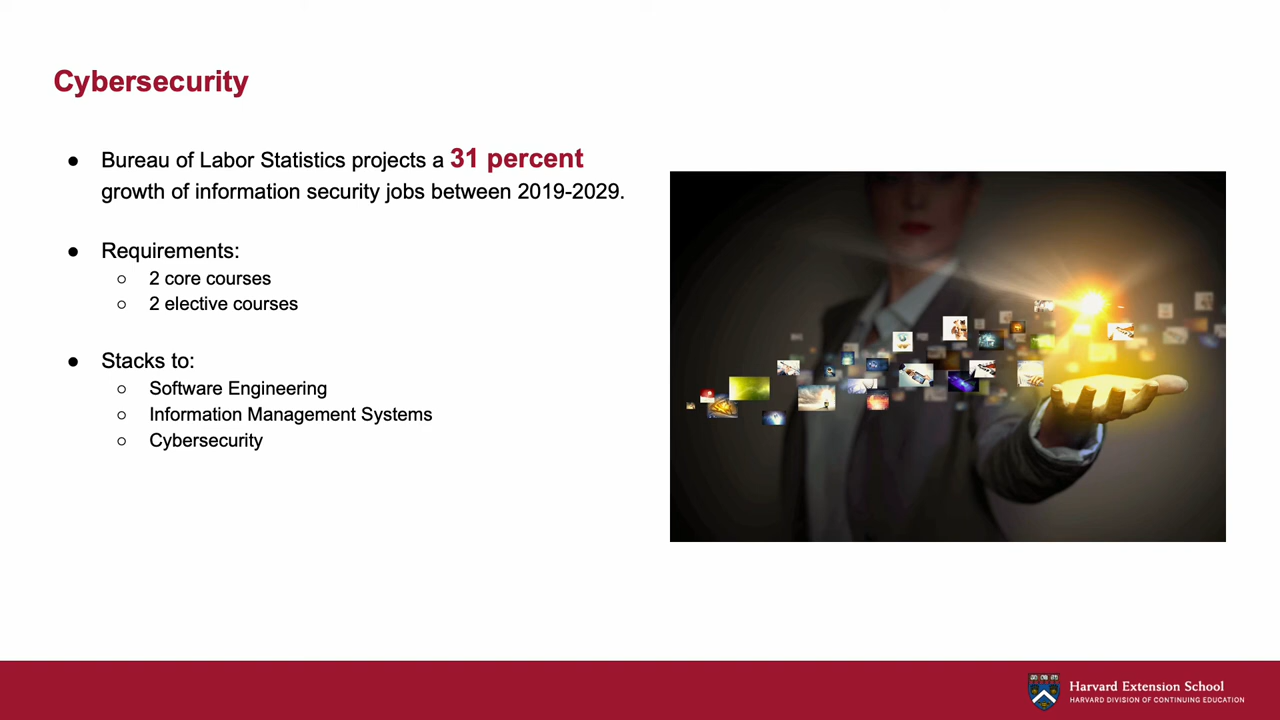 Cybersecurity
● Bureau of Labor Statistics projects a 31 percent
growth of information security jobs between 2019-2029.
● Requirements:
○ 2 core courses
○ 2 elective courses
● Stacks to:
○ Software Engineering
○ Information Management Systems
○ Cybersecurity
Harvard Extension School
HARVARD DIVISION OF CONTINUING EDUCATION